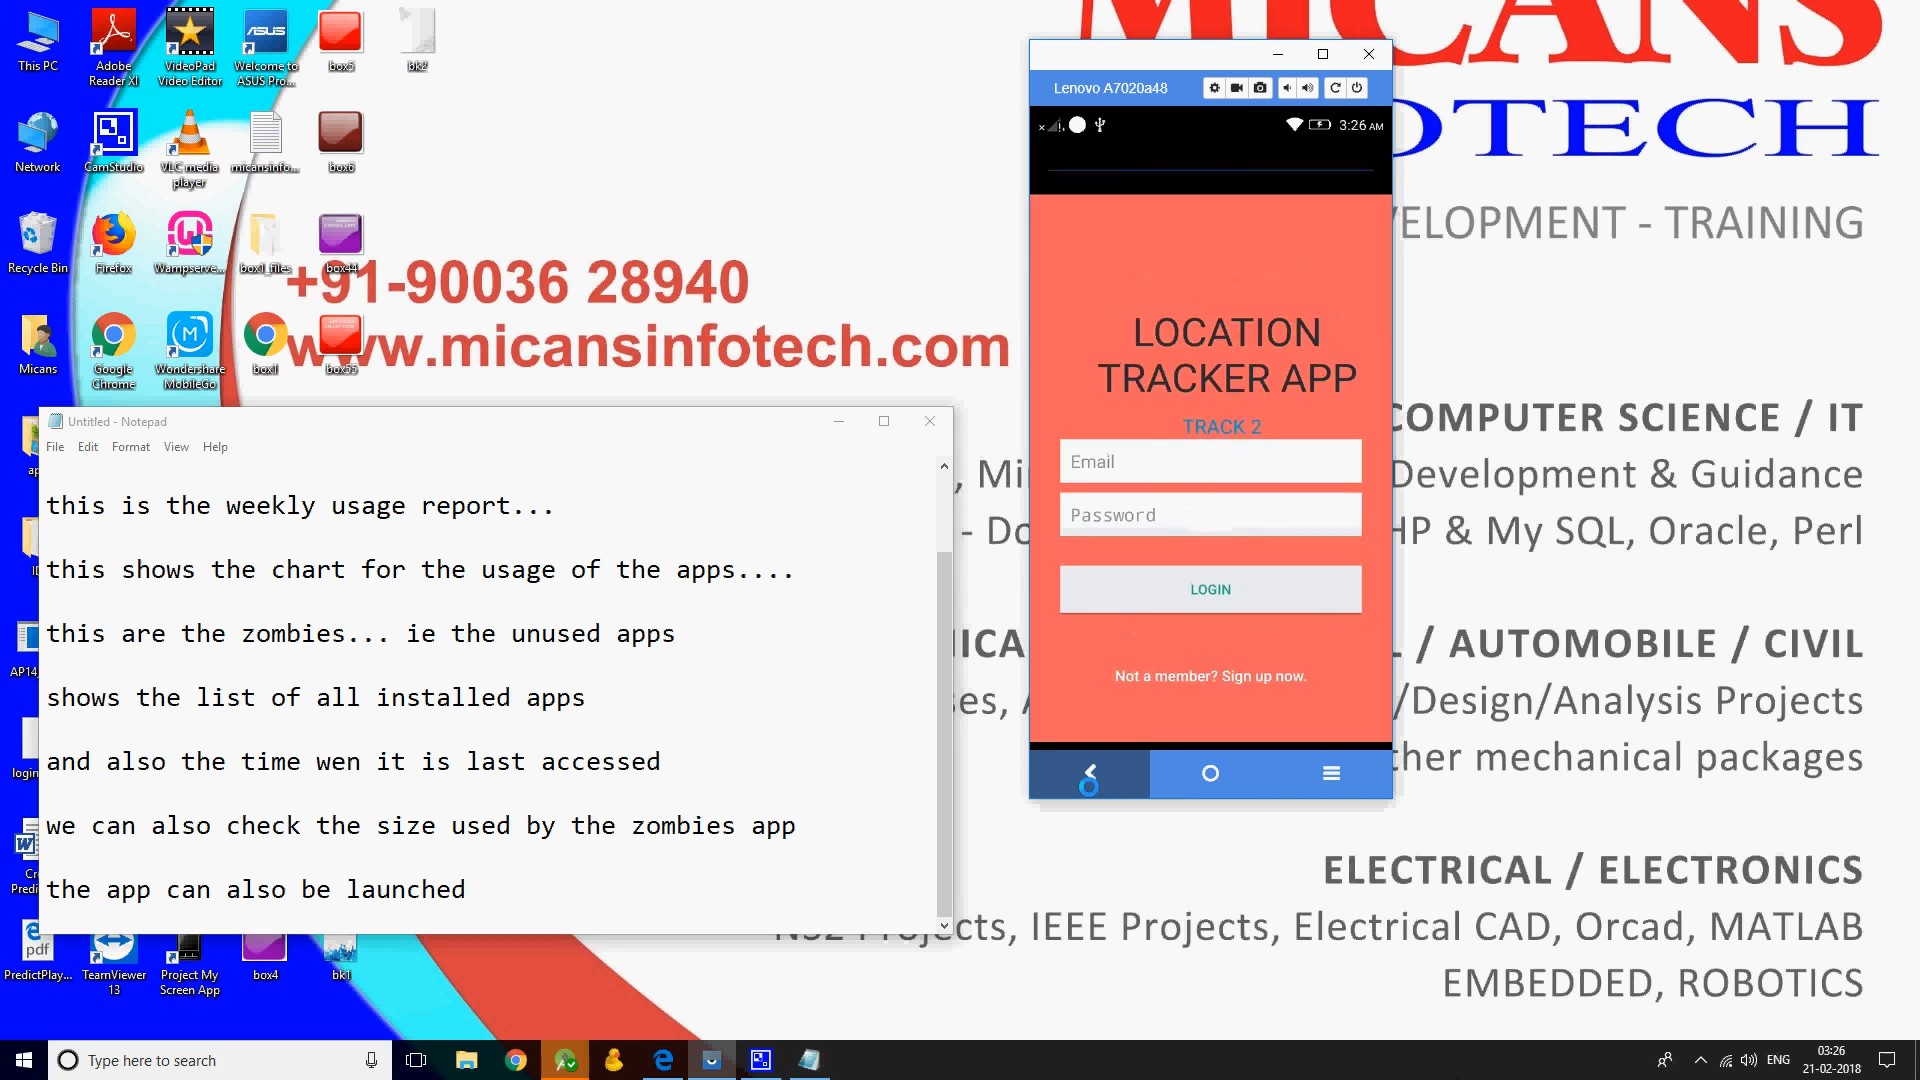 This PC
Adobe Reader XI
VideoPad Video Editor
Welcome to ASUS Pro...
box5
bk2
Network
CamStudio
VLC media player
micansinfo...
box6
Recycle Bin
Firefox
Wampserve...
box1_files
box44
Micans
Google Chrome
Wondershare MobileGo
box1
box55
MICANS
OTECH
VELOPMENT - TRAINING
+91-90036 28940
www.micansinfotech.com
COMPUTER SCIENCE / IT
Development & Guidance
HP & My SQL, Oracle, Perl
/ AUTOMOBILE / CIVIL
/Design/Analysis Projects
ther mechanical packages
ELECTRICAL / ELECTRONICS
cts, IEEE Projects, Electrical CAD, Orcad, MATLAB
EMBEDDED, ROBOTICS
Lenovo A7020a48
3:26 AM
LOCATION
TRACKER APP
TRACK 2
Email
Password
LOGIN
Not a member? Sign up now.
Untitled - Notepad
File Edit Format View Help
this is the weekly usage report...
this shows the chart for the usage of the apps....
this are the zombies... ie the unused apps
shows the list of all installed apps
and also the time wen it is last accessed
we can also check the size used by the zombies app
the app can also be launched
AP14
login
PredictPlay...
TeamViewer 13
Project My Screen App
box4
bk1
Type here to search
ENG
03:26
21-02-2018